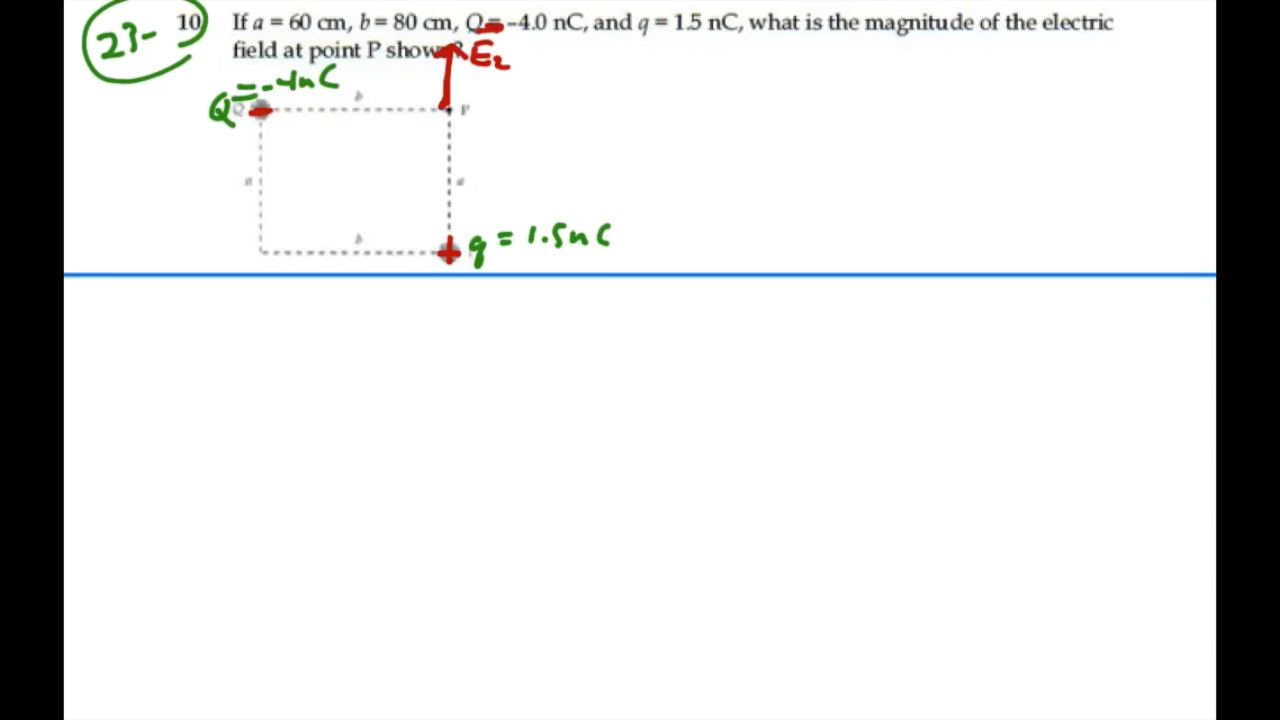 23- 10 If a = 60 cm, b = 80 cm, Q = –4.0 nC, and q = 1.5 nC, what is the magnitude of the electric
field at point P shown?
E2
Q = -4nC
b
P
a
a
b
q = 1.5nC